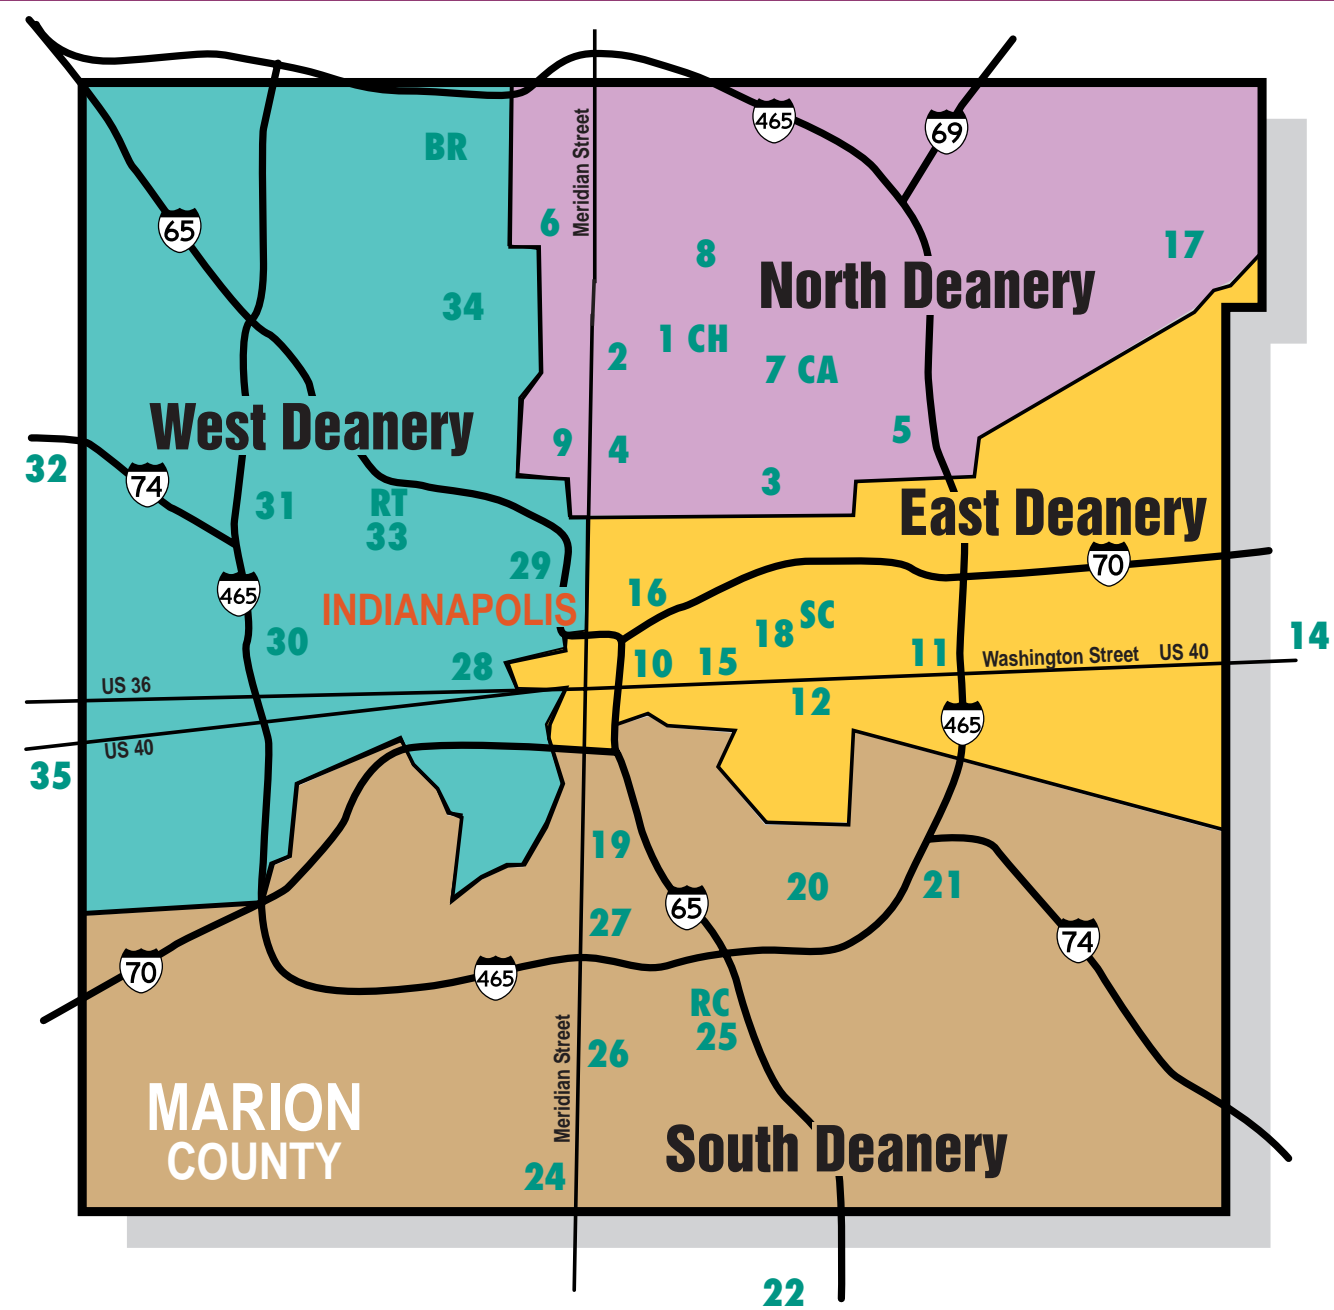 Meridian Street
465
69
BR
65
6
8
17
North Deanery
34
1 CH
2
7 CA
West Deanery
5
9
4
32
74
3
31
RT
33
East Deanery
29
70
465
16
INDIANAPOLIS
SC
18
14
30
28
10
15
11
Washington Street
US 40
US 36
12
465
US 40
35
19
20
21
65
27
74
70
465
RC
25
26
Meridian Street
MARION
COUNTY
South Deanery
24
22